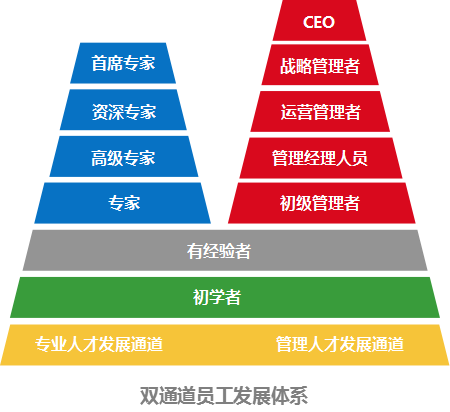 CEO
首席专家
战略管理者
资深专家
运营管理者
高级专家
管理经理人员
专家
初级管理者
有经验者
初学者
专业人才发展通道
管理人才发展通道
双通道员工发展体系